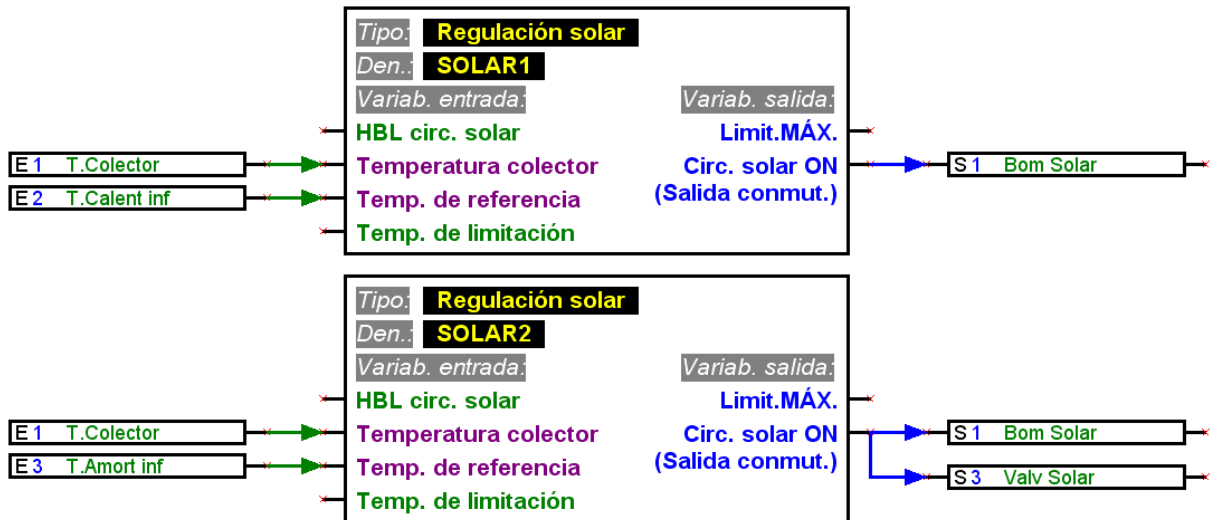 Tipo: Regulación solar
Den.: SOLAR1
Variab. entrada: Variab. salida:
HBL circ. solar Limit.MÁX.
E 1 T.Colector Temperatura colector Circ. solar ON S 1 Bom Solar
E 2 T.Calent inf Temp. de referencia (Salida conmut.)
Temp. de limitación
Tipo: Regulación solar
Den.: SOLAR2
Variab. entrada: Variab. salida:
HBL circ. solar Limit.MÁX.
E 1 T.Colector Temperatura colector Circ. solar ON S 1 Bom Solar
E 3 T.Amort inf Temp. de referencia (Salida conmut.) S 3 Valv Solar
Temp. de limitación